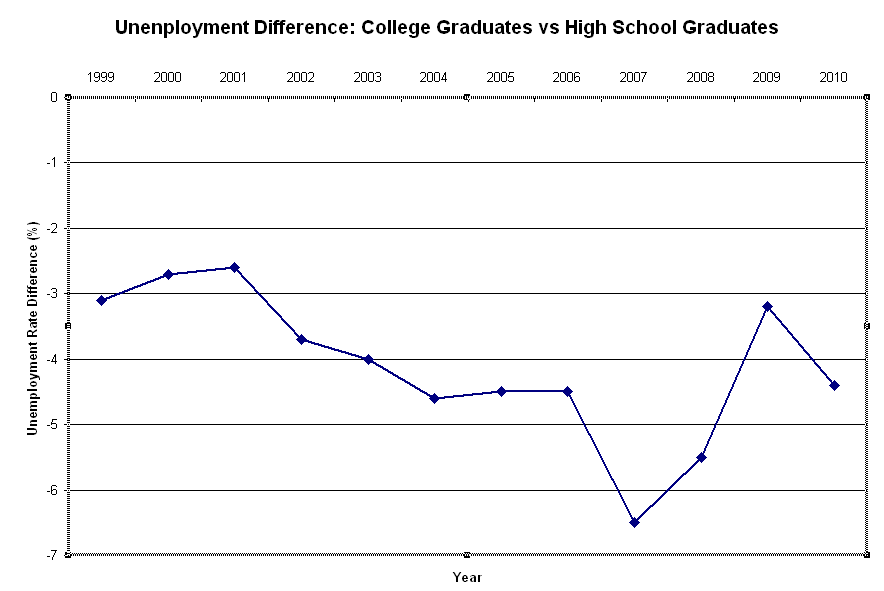 Unenployment Difference: College Graduates vs High School Graduates
1999 2000 2001 2002 2003 2004 2005 2006 2007 2008 2009 2010
0
-1
-2
-3
-4
-5
-6
-7
Unemployment Rate Difference (%)
Year